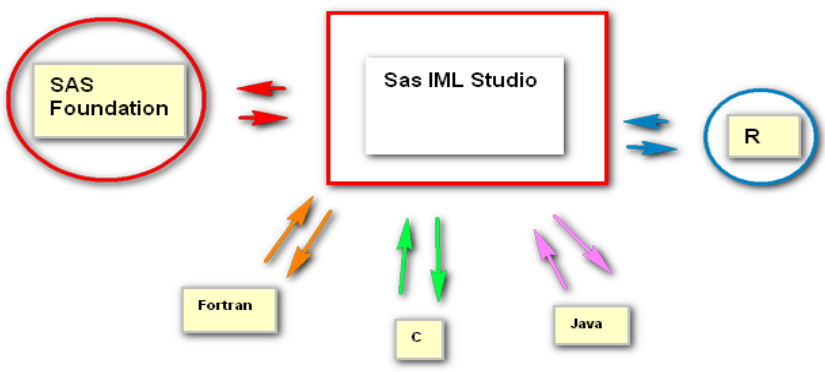 SAS
Foundation
Sas IML Studio
R
Fortran
C
Java